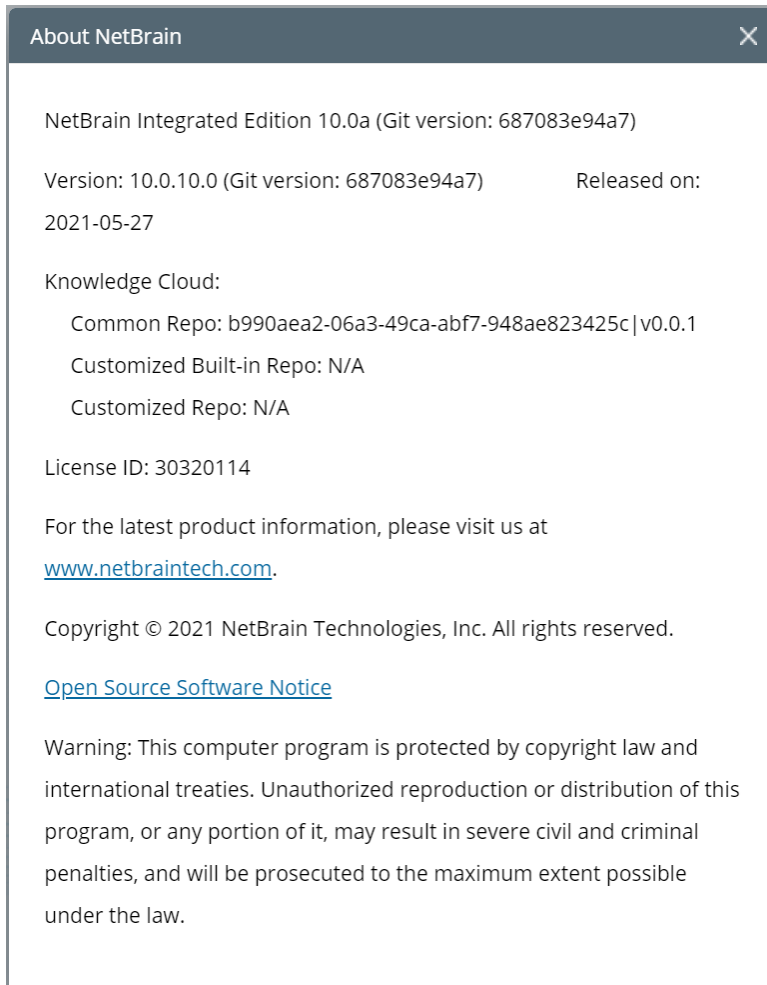 About NetBrain
NetBrain Integrated Edition 10.0a (Git version: 687083e94a7)
Version: 10.0.10.0 (Git version: 687083e94a7) Released on:
2021-05-27
Knowledge Cloud:
Common Repo: b990aea2-06a3-49ca-abf7-948ae823425c|v0.0.1
Customized Built-in Repo: N/A
Customized Repo: N/A
License ID: 30320114
For the latest product information, please visit us at
www.netbraintech.com.
Copyright © 2021 NetBrain Technologies, Inc. All rights reserved.
Open Source Software Notice
Warning: This computer program is protected by copyright law and
international treaties. Unauthorized reproduction or distribution of this
program, or any portion of it, may result in severe civil and criminal
penalties, and will be prosecuted to the maximum extent possible
under the law.